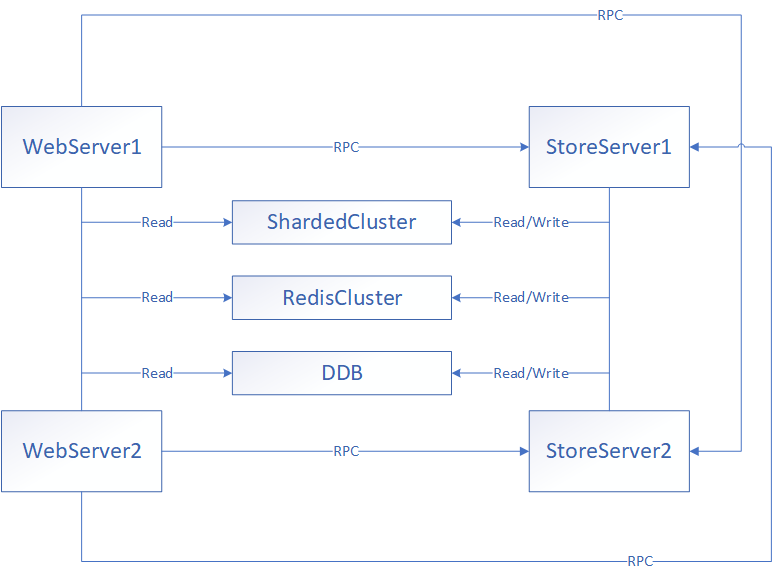 RPC
WebServer1
RPC
StoreServer1
Read
ShardedCluster
Read/Write
Read
RedisCluster
Read/Write
Read
DDB
Read/Write
WebServer2
RPC
StoreServer2
RPC